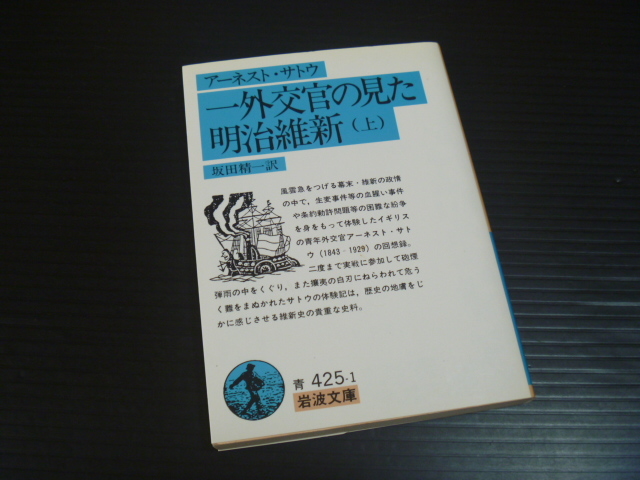 アーネスト・サトウ
一外交官の見た
明治維新(上)
坂田精一訳
風雲急をつげる幕末・維新の政情
の中で,生麦事件等の血腥い事件
や条約勅許問題等の困難な紛争
を身をもって体験したイギリス
の青年外交官アーネスト・サト
ウ(1843-1929)の回想録。
二度まで実戦に参加して砲煙
弾雨の中をくぐり,また攘夷の白刃にねらわれて危う
く難をまぬかれたサトウの体験記は,歴史の地膚をじ
かに感じさせる維新史の貴重な史料。
青 425-1
岩波文庫